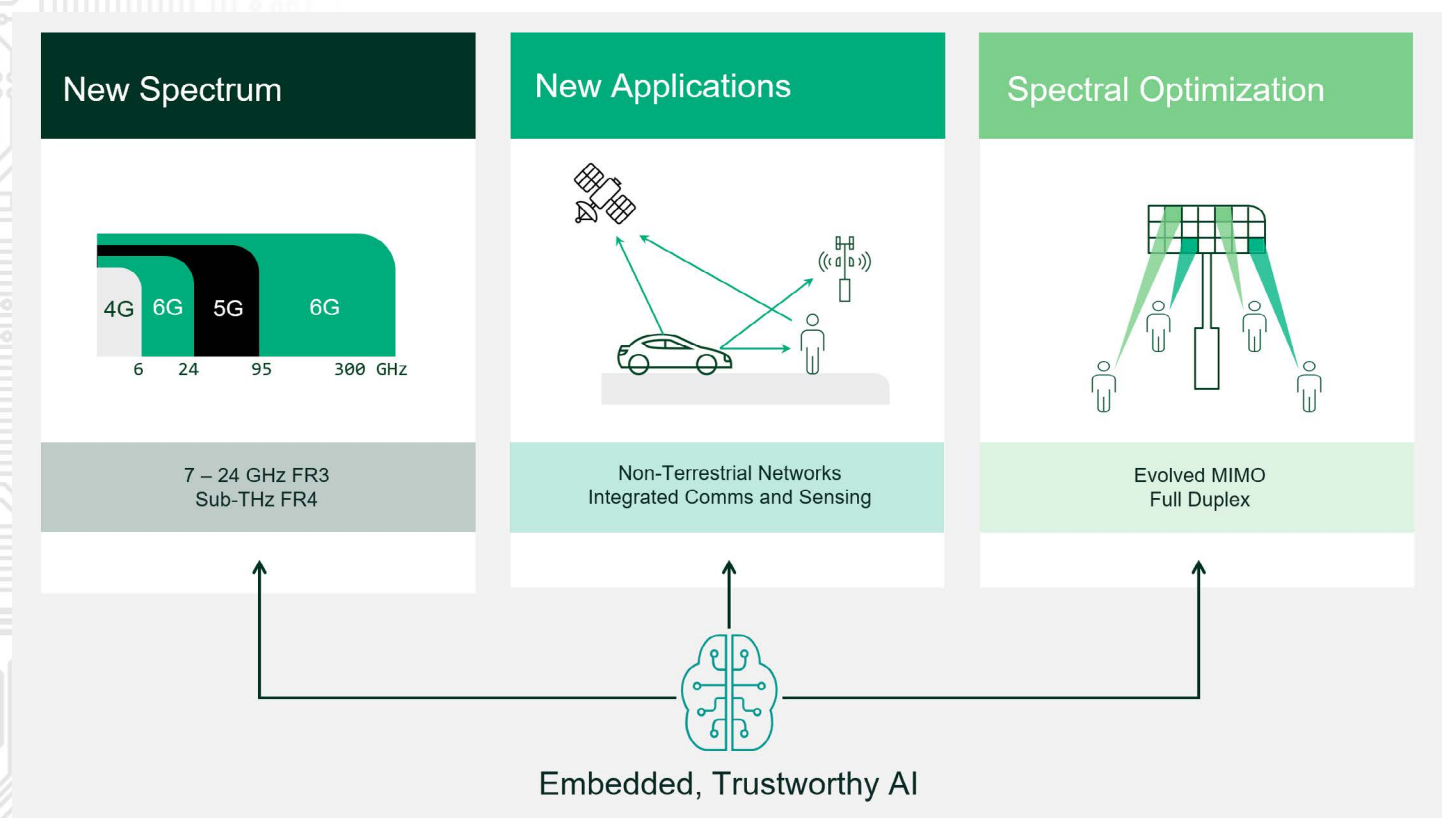 New Spectrum
4G
6G
5G
6G
6
24
95
300 GHz
7 – 24 GHz FR3
Sub-THz FR4
New Applications
Non-Terrestrial Networks
Integrated Comms and Sensing
Spectral Optimization
Evolved MIMO
Full Duplex
Embedded, Trustworthy AI